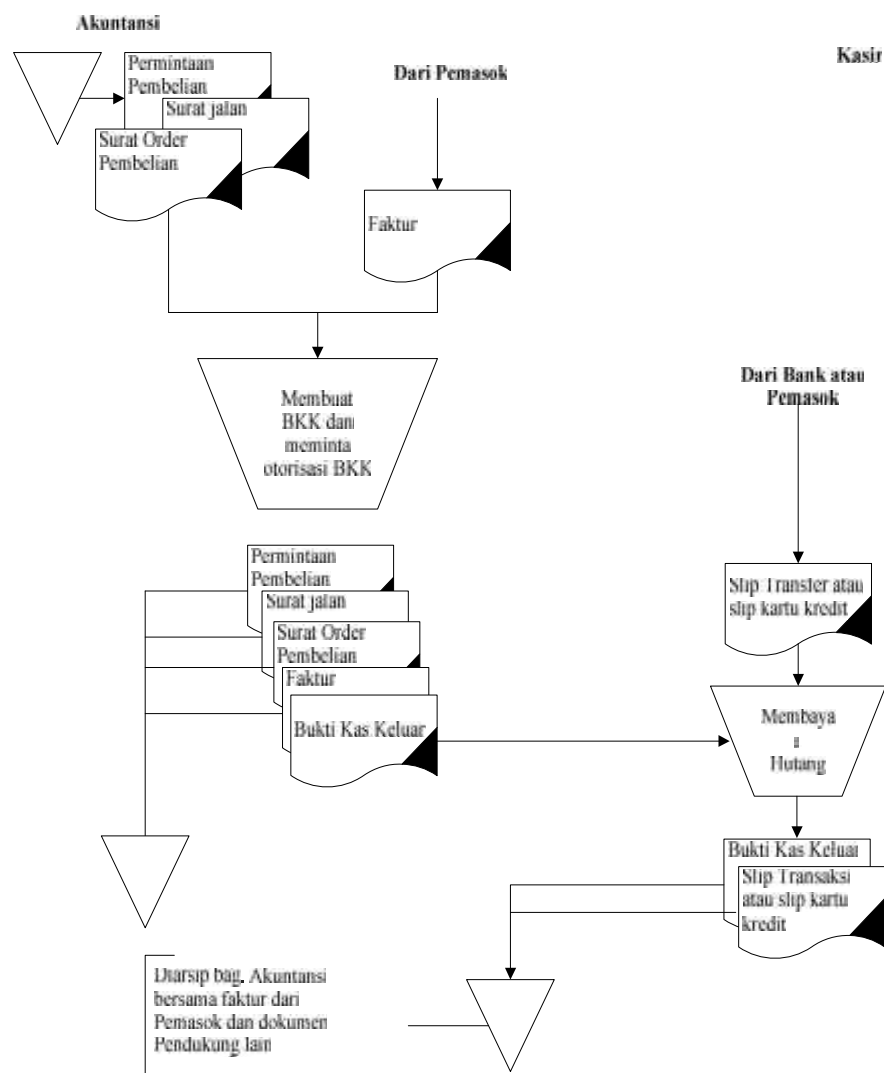 Akuntansi
Kasir
Permintaan
Pembelian
Surat jalan
Surat Order
Pembelian
Dari Pemasok
Faktur
Membuat
BKK dan
meminta
otorisasi BKK
Dari Bank atau
Pemasok
Permintaan
Pembelian
Surat jalan
Surat Order
Pembelian
Faktur
Bukti Kas Keluar
Slip Transfer atau
slip kartu kredit
Membaya
r
Hutang
Bukti Kas Keluar
Slip Transaksi
atau slip kartu
kredit
Diarsip bag. Akuntansi
bersama faktur dari
Pemasok dan dokumen
Pendukung lain